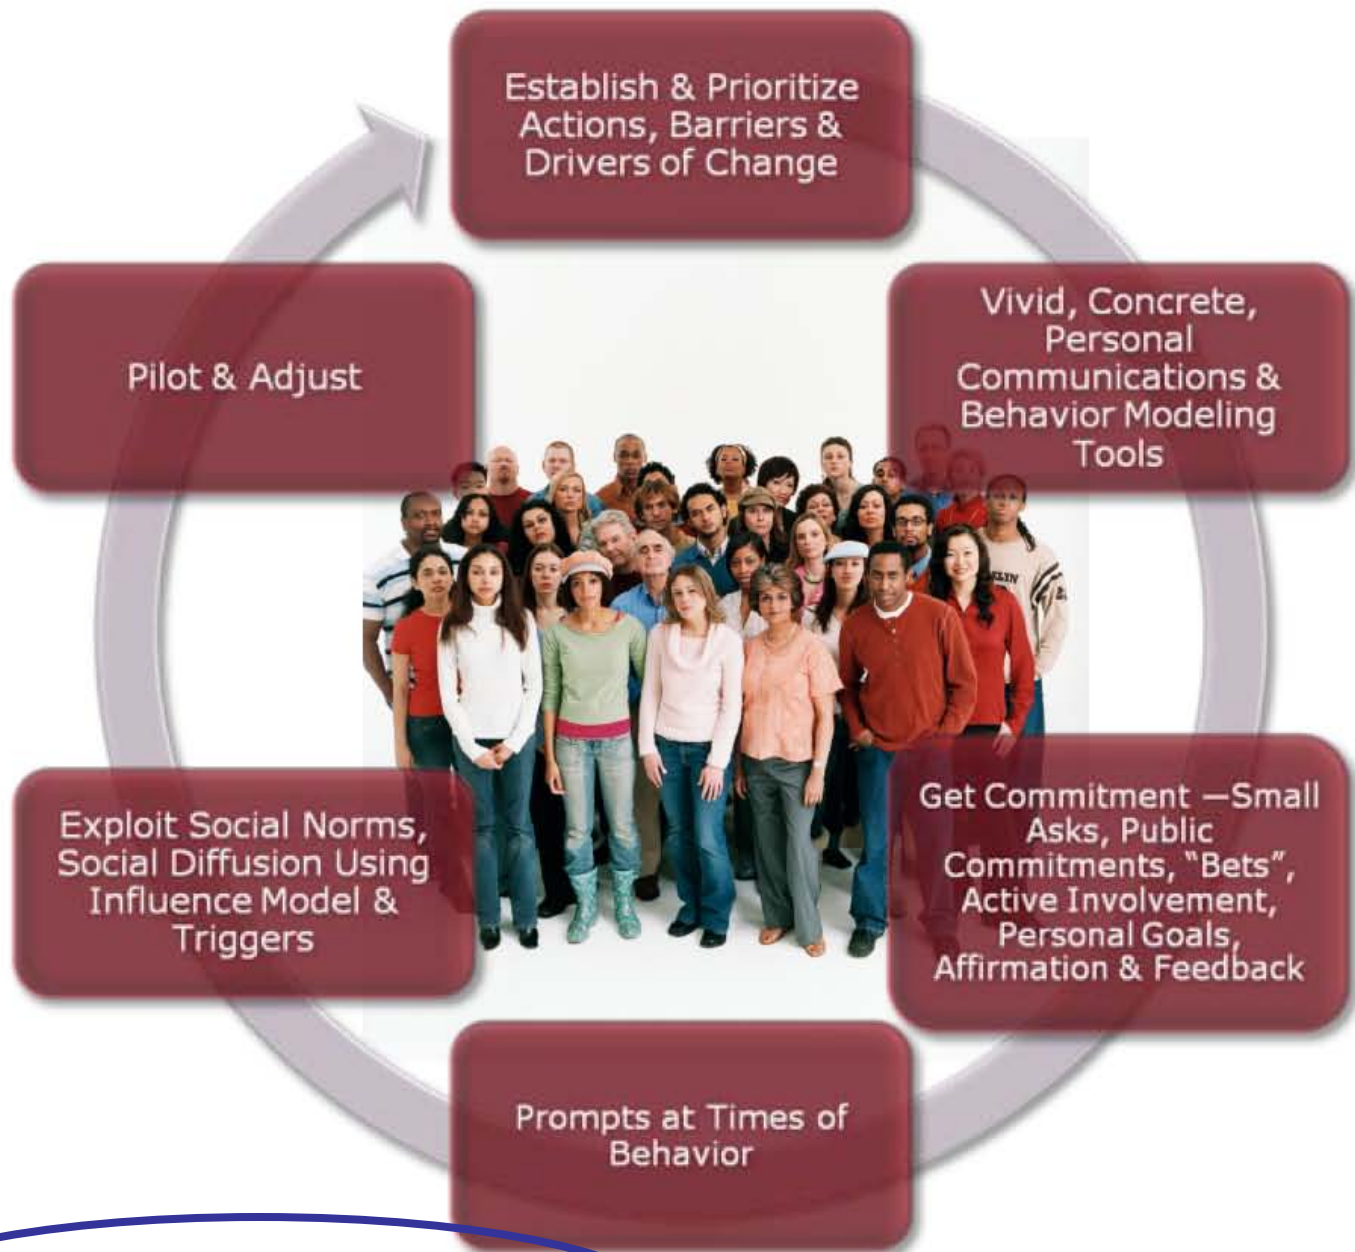 Establish & Prioritize
Actions, Barriers &
Drivers of Change
Vivid, Concrete,
Personal
Communications &
Behavior Modeling
Tools
Get Commitment —Small
Asks, Public
Commitments, “Bets”,
Active Involvement,
Personal Goals,
Affirmation & Feedback
Prompts at Times of
Behavior
Exploit Social Norms,
Social Diffusion Using
Influence Model &
Triggers
Pilot & Adjust